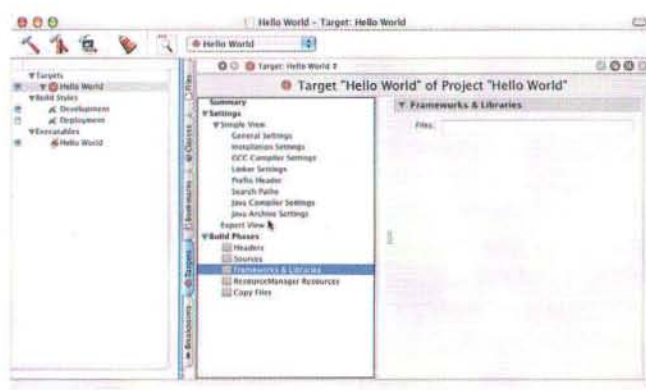 Hello World - Target: Hello World
Hello World
Targets
Hello World
Build Styles
Development
Deployment
Executables
Hello World
Files
Classes
Bookmarks
Targets
Breakpoints
Target: Hello World
Target "Hello World" of Project "Hello World"
Summary
Settings
Simple View
General Settings
Installation Settings
GCC Compiler Settings
Linker Settings
Prefix Header
Search Paths
Java Compiler Settings
Java Archive Settings
Expert View
Build Phases
Headers
Sources
Frameworks & Libraries
ResourceManager Resources
Copy Files
Frameworks & Libraries
Files: